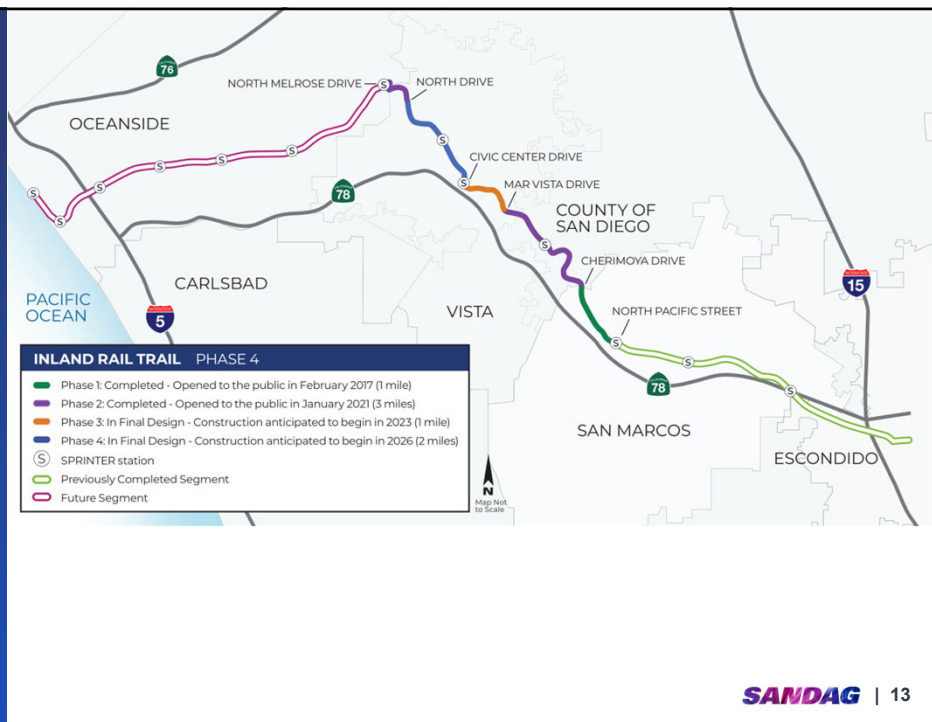 CALIFORNIA
76
NORTH MELROSE DRIVE
S
NORTH DRIVE
OCEANSIDE
S
S
S
S
CIVIC CENTER DRIVE
S
S
S
MAR VISTA DRIVE
CALIFORNIA
78
COUNTY OF
SAN DIEGO
S
S
CHERIMOYA DRIVE
CARLSBAD
INTERSTATE
15
PACIFIC
OCEAN
INTERSTATE
5
VISTA
NORTH PACIFIC STREET
S
S
INLAND RAIL TRAIL PHASE 4
Phase 1: Completed - Opened to the public in February 2017 (1 mile)
Phase 2: Completed - Opened to the public in January 2021 (3 miles)
Phase 3: In Final Design - Construction anticipated to begin in 2023 (1 mile)
Phase 4: In Final Design - Construction anticipated to begin in 2026 (2 miles)
S SPRINTER station
Previously Completed Segment
Future Segment
CALIFORNIA
78
S
SAN MARCOS
ESCONDIDO
N
Map Not
to Scale
SANDAG | 13